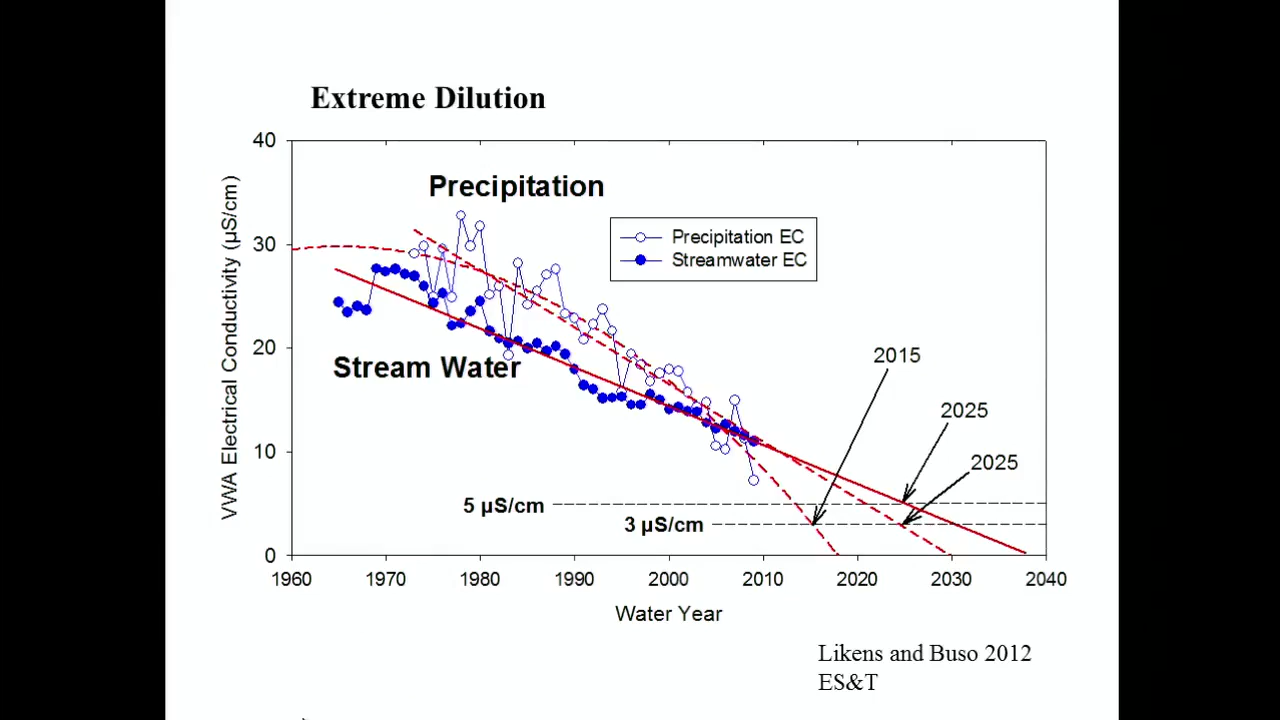 Extreme Dilution
40
30
20
10
0
VWA Electrical Conductivity (µS/cm)
Precipitation
Precipitation EC
Streamwater EC
Stream Water
2015
2025
2025
5 µS/cm
3 µS/cm
1960 1970 1980 1990 2000 2010 2020 2030 2040
Water Year
Likens and Buso 2012
ES&T